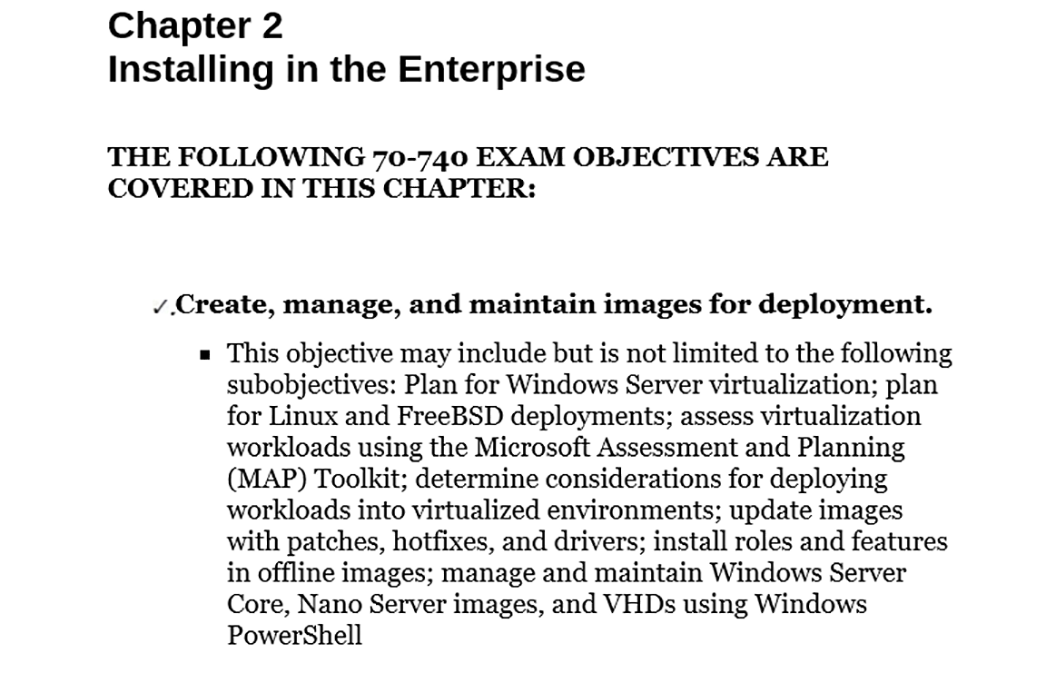 Chapter 2
Installing in the Enterprise
THE FOLLOWING 70-740 EXAM OBJECTIVES ARE
COVERED IN THIS CHAPTER:
✓.Create, manage, and maintain images for deployment.
▪ This objective may include but is not limited to the following
subobjectives: Plan for Windows Server virtualization; plan
for Linux and FreeBSD deployments; assess virtualization
workloads using the Microsoft Assessment and Planning
(MAP) Toolkit; determine considerations for deploying
workloads into virtualized environments; update images
with patches, hotfixes, and drivers; install roles and features
in offline images; manage and maintain Windows Server
Core, Nano Server images, and VHDs using Windows
PowerShell